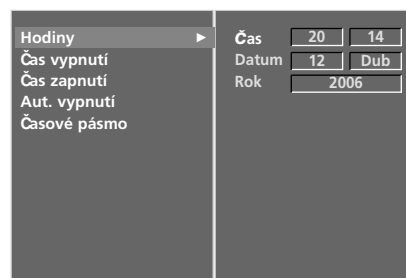 Hodiny ►
Čas vypnutí
Čas zapnutí
Aut. vypnutí
Časové pásmo
Čas 20 14
Datum 12 Dub
Rok 2006